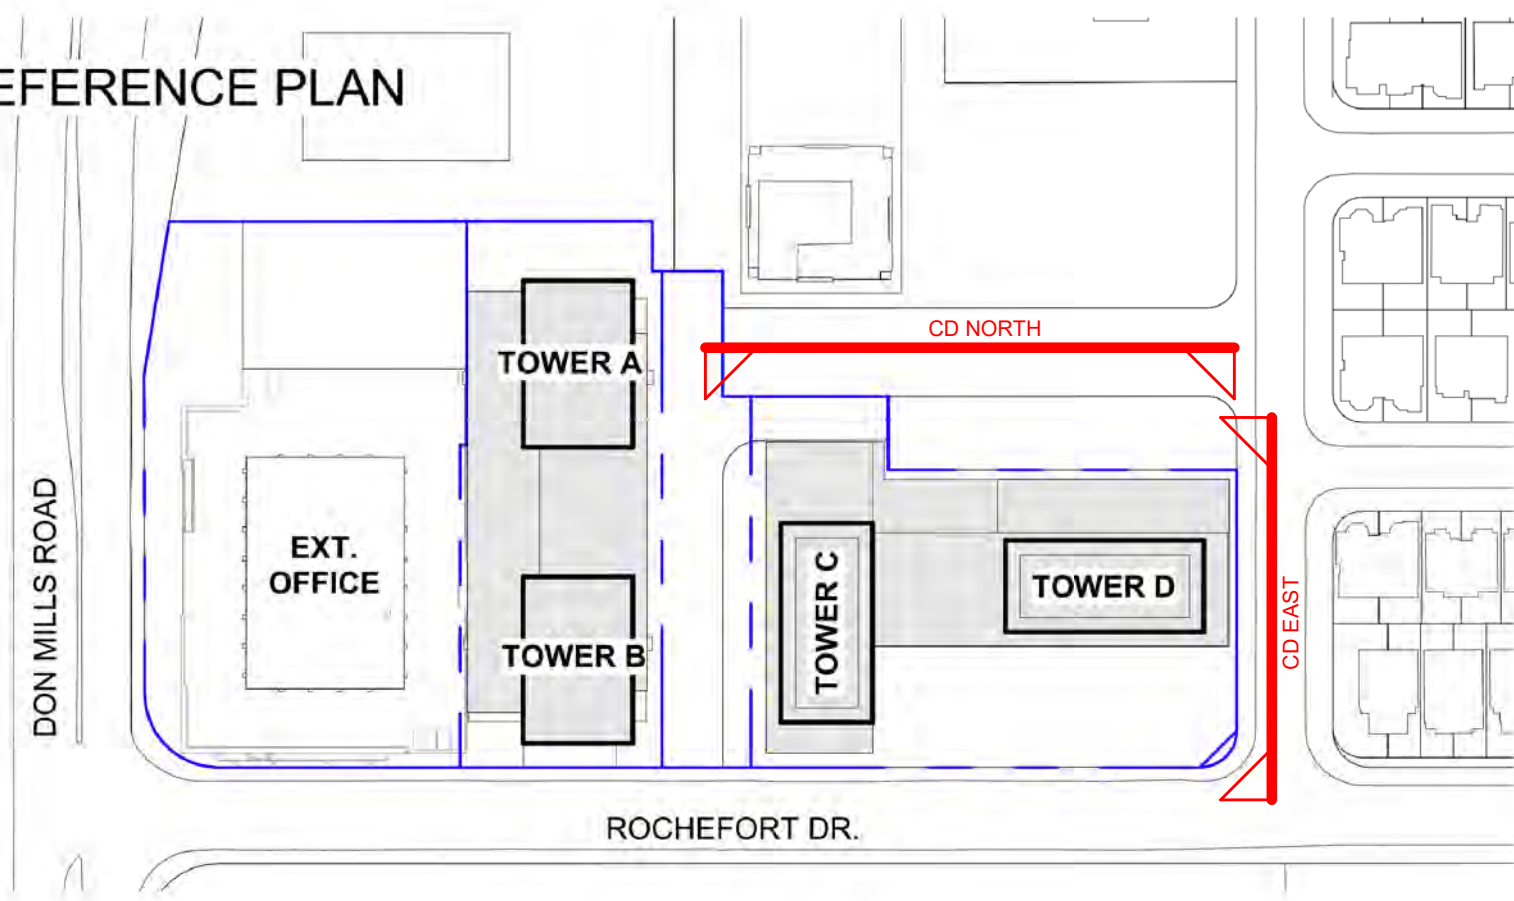 EFERENCE PLAN
CD NORTH
TOWER A
EXT.
OFFICE
TOWER B
TOWER C
TOWER D
CD EAST
DON MILLS ROAD
ROCHEFORT DR.